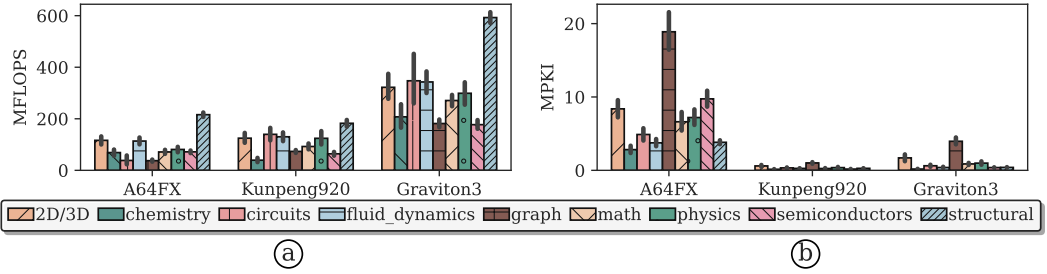 600
400
200
0
MFLOPS
A64FX Kunpeng920 Graviton3
20
10
0
MPKI
A64FX Kunpeng920 Graviton3
2D/3D chemistry circuits fluid_dynamics graph math physics semiconductors structural
a b